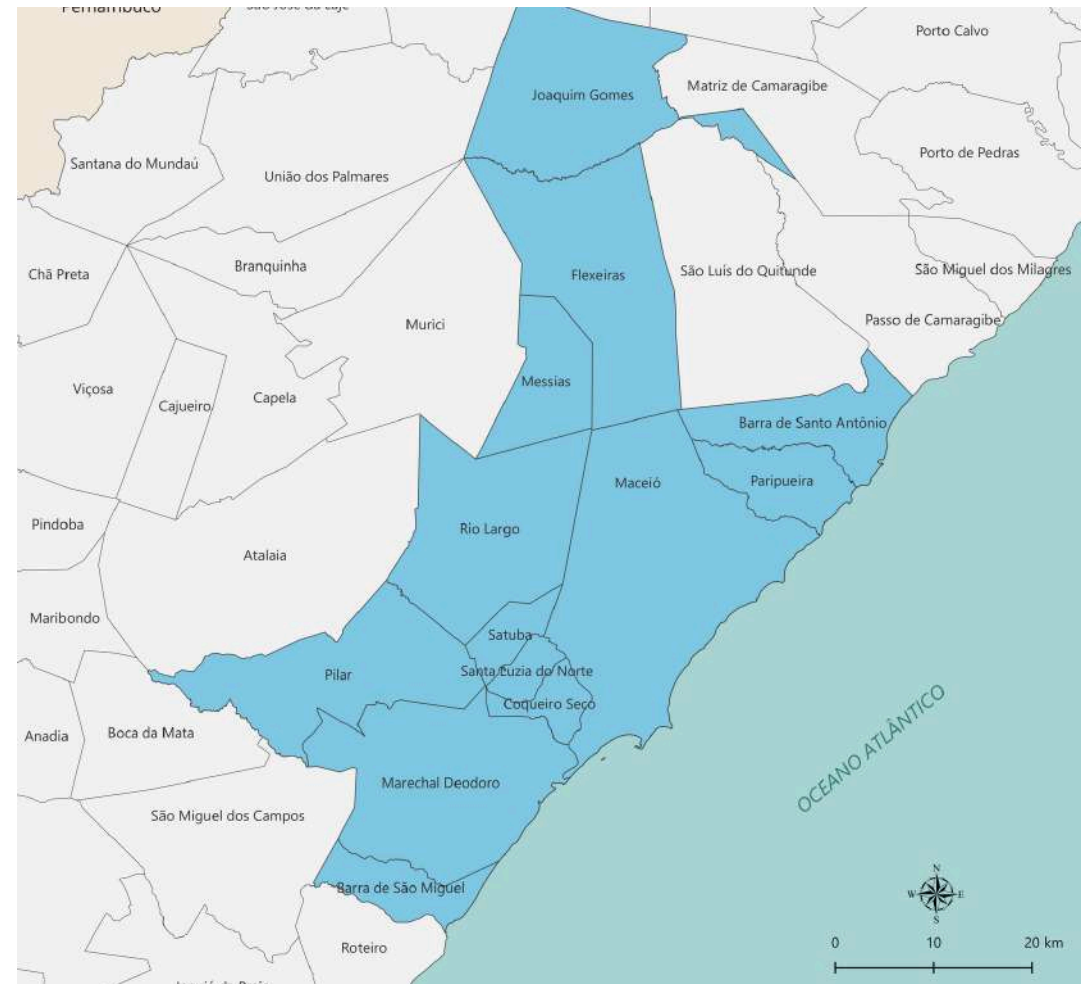 Pernambuco
São José da Laje
Porto Calvo
Joaquim Gomes
Matriz de Camaragibe
Santana do Mundaú
União dos Palmares
Porto de Pedras
Chã Preta
Branquinha
Flexeiras
São Luís do Quitunde
São Miguel dos Milagres
Murici
Passo de Camaragibe
Viçosa
Cajueiro
Capela
Messias
Barra de Santo Antônio
Maceió
Paripueira
Pindoba
Atalaia
Rio Largo
Maribondo
Satuba
Pilar
Santa Luzia do Norte
Coqueiro Seco
Anadia
Boca da Mata
OCEANO ATLÂNTICO
Marechal Deodoro
São Miguel dos Campos
Barra de São Miguel
Roteiro
N
W E
S
0 10 20 km